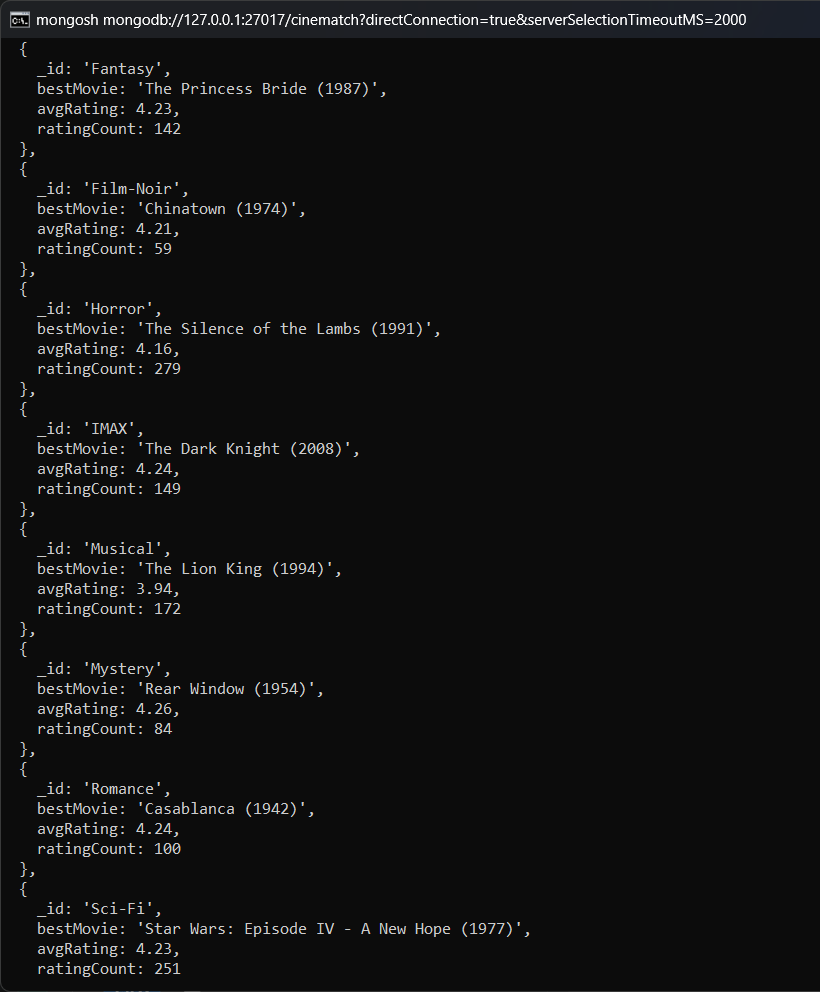 mongosh mongodb://127.0.0.1:27017/cinematch?directConnection=true&serverSelectionTimeoutMS=2000
{
  _id: 'Fantasy',
  bestMovie: 'The Princess Bride (1987)',
  avgRating: 4.23,
  ratingCount: 142
},
{
  _id: 'Film-Noir',
  bestMovie: 'Chinatown (1974)',
  avgRating: 4.21,
  ratingCount: 59
},
{
  _id: 'Horror',
  bestMovie: 'The Silence of the Lambs (1991)',
  avgRating: 4.16,
  ratingCount: 279
},
{
  _id: 'IMAX',
  bestMovie: 'The Dark Knight (2008)',
  avgRating: 4.24,
  ratingCount: 149
},
{
  _id: 'Musical',
  bestMovie: 'The Lion King (1994)',
  avgRating: 3.94,
  ratingCount: 172
},
{
  _id: 'Mystery',
  bestMovie: 'Rear Window (1954)',
  avgRating: 4.26,
  ratingCount: 84
},
{
  _id: 'Romance',
  bestMovie: 'Casablanca (1942)',
  avgRating: 4.24,
  ratingCount: 100
},
{
  _id: 'Sci-Fi',
  bestMovie: 'Star Wars: Episode IV - A New Hope (1977)',
  avgRating: 4.23,
  ratingCount: 251